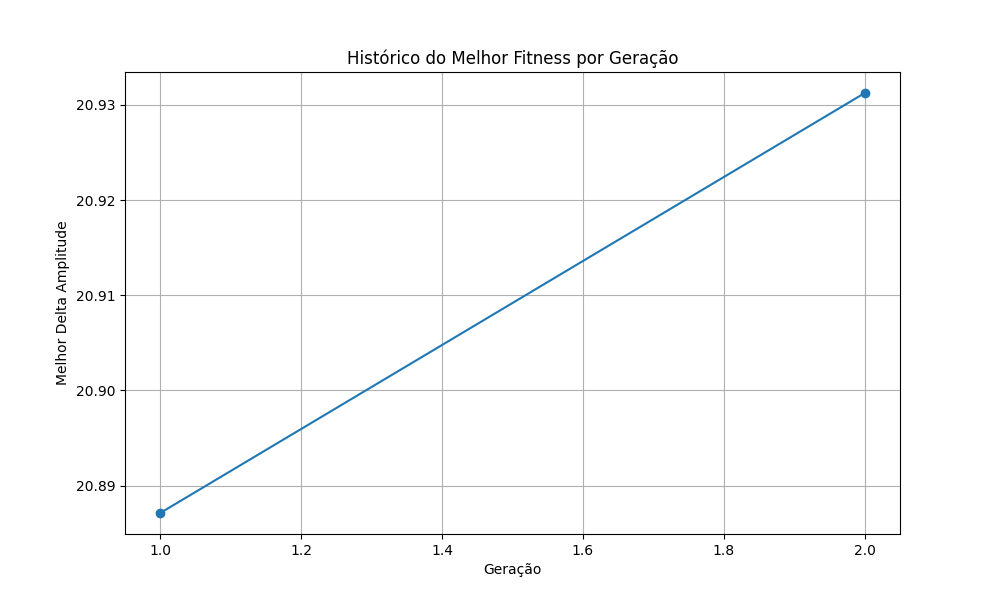 Histórico do Melhor Fitness por Geração
Melhor Delta Amplitude
20.93
20.92
20.91
20.90
20.89
1.0 1.2 1.4 1.6 1.8 2.0
Geração